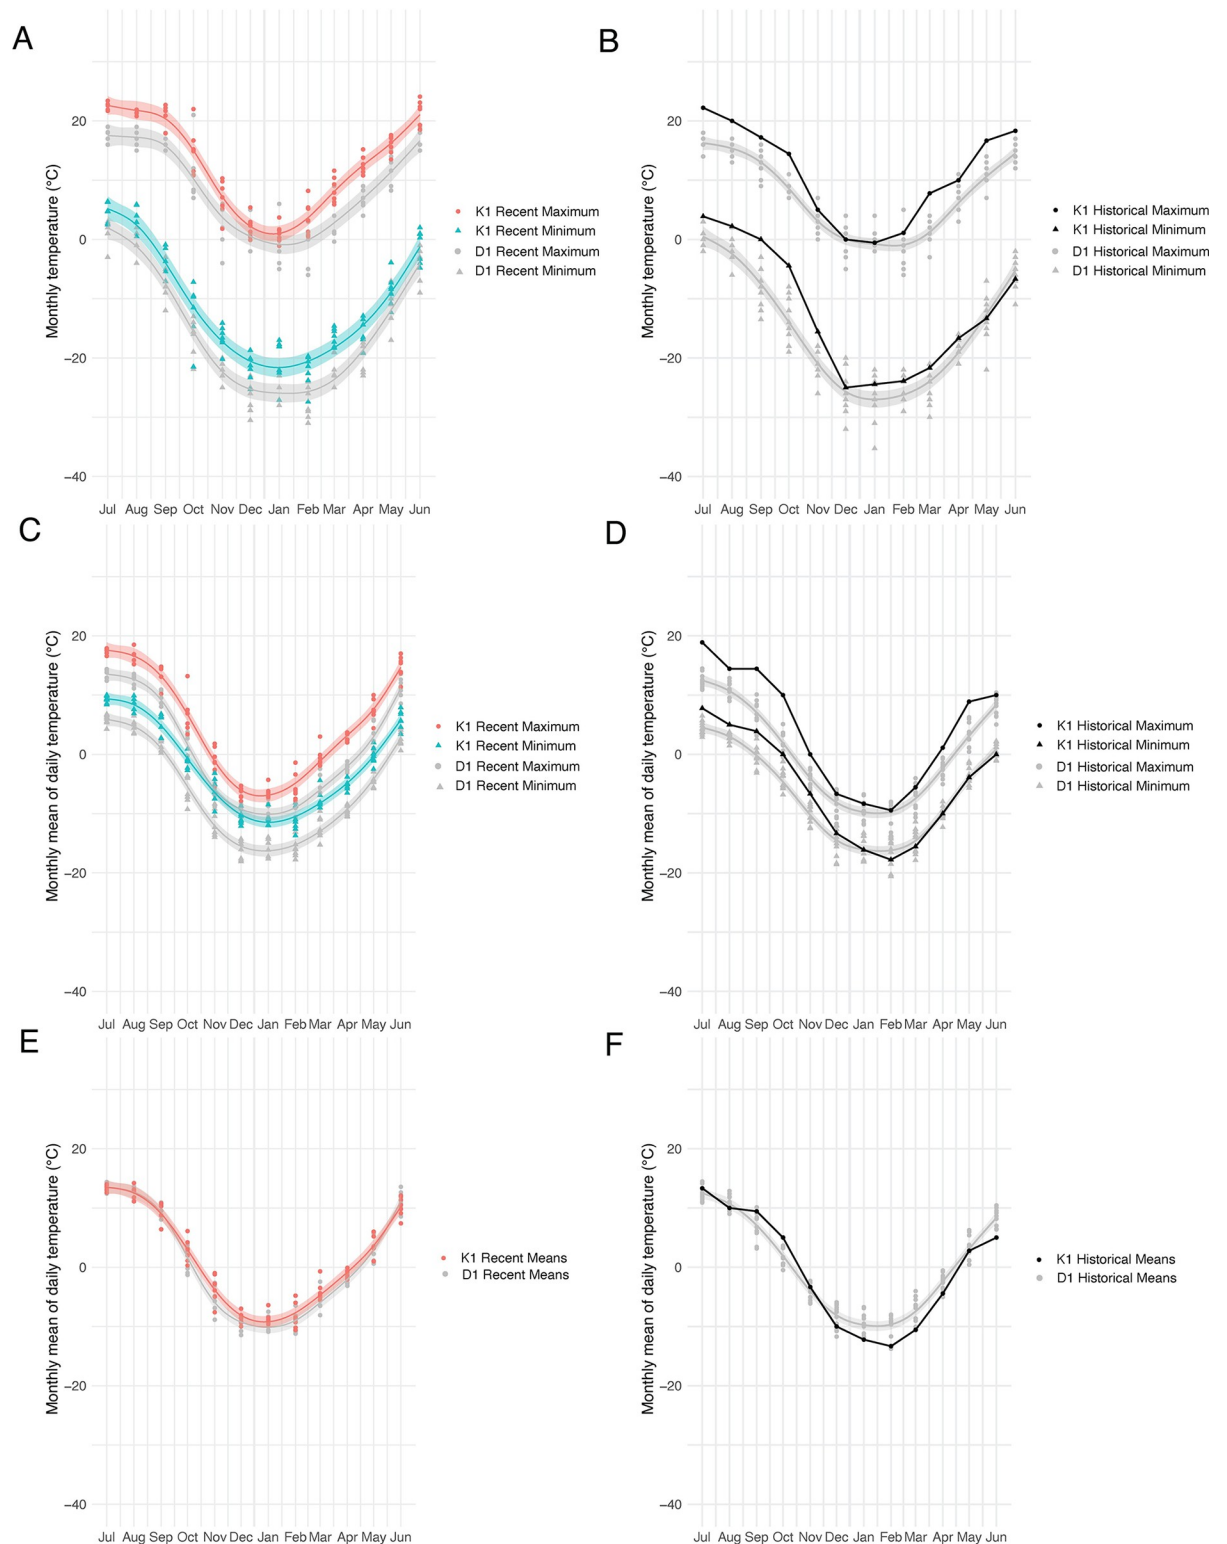 A
B
Monthly temperature (°C)
20
0
−20
−40
Jul Aug Sep Oct Nov Dec Jan Feb Mar Apr May Jun
K1 Recent Maximum
K1 Recent Minimum
D1 Recent Maximum
D1 Recent Minimum
Monthly temperature (°C)
20
0
−20
−40
Jul Aug Sep Oct Nov Dec Jan Feb Mar Apr May Jun
K1 Historical Maximum
K1 Historical Minimum
D1 Historical Maximum
D1 Historical Minimum
C
D
Monthly mean of daily temperature (°C)
20
0
−20
−40
Jul Aug Sep Oct Nov Dec Jan Feb Mar Apr May Jun
K1 Recent Maximum
K1 Recent Minimum
D1 Recent Maximum
D1 Recent Minimum
Monthly mean of daily temperature (°C)
20
0
−20
−40
Jul Aug Sep Oct Nov Dec Jan Feb Mar Apr May Jun
K1 Historical Maximum
K1 Historical Minimum
D1 Historical Maximum
D1 Historical Minimum
E
F
Monthly mean of daily temperature (°C)
20
0
−20
−40
Jul Aug Sep Oct Nov Dec Jan Feb Mar Apr May Jun
K1 Recent Means
D1 Recent Means
Monthly mean of daily temperature (°C)
20
0
−20
−40
Jul Aug Sep Oct Nov Dec Jan Feb Mar Apr May Jun
K1 Historical Means
D1 Historical Means